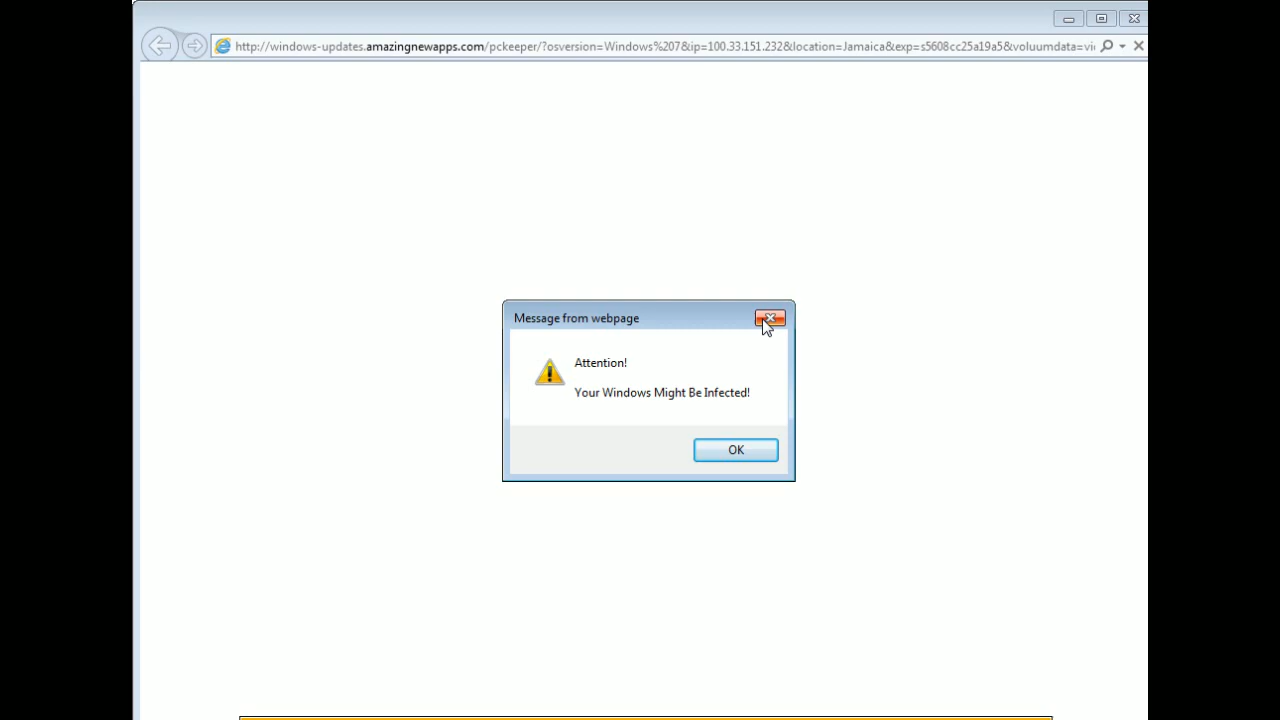 http://windows-updates.amazingnewapps.com/pckeeper/?osversion=Windows%207&ip=100.33.151.232&location=Jamaica&exp=s5608cc25a19a5&voluumdata=vi
Message from webpage
Attention!
Your Windows Might Be Infected!
OK